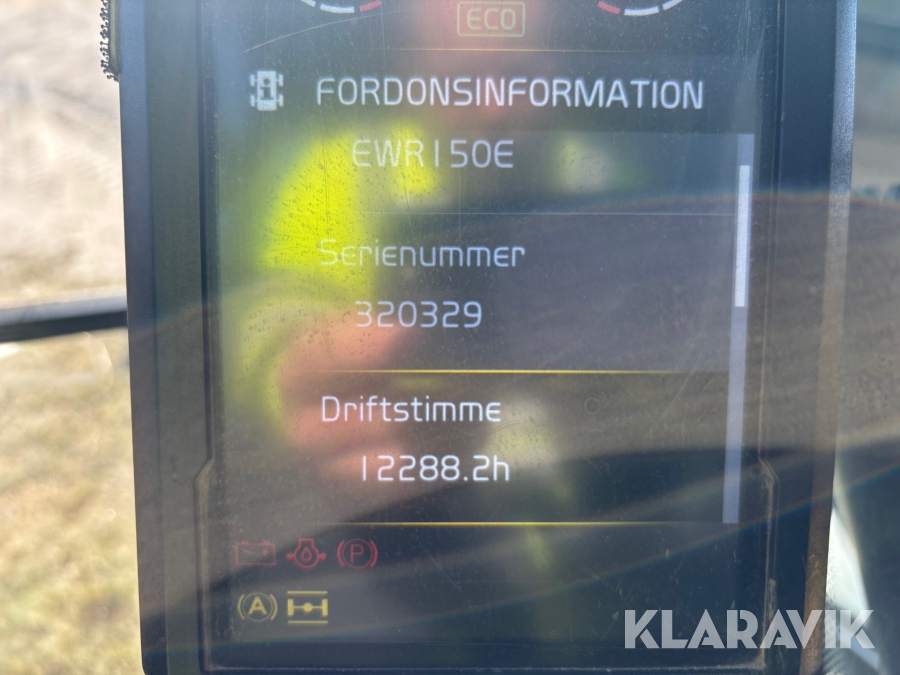 ECO
FORDONSINFORMATION
EWR150E
Serienummer
320329
Driftstimme
12288.2h
P
A
KLARAVIK